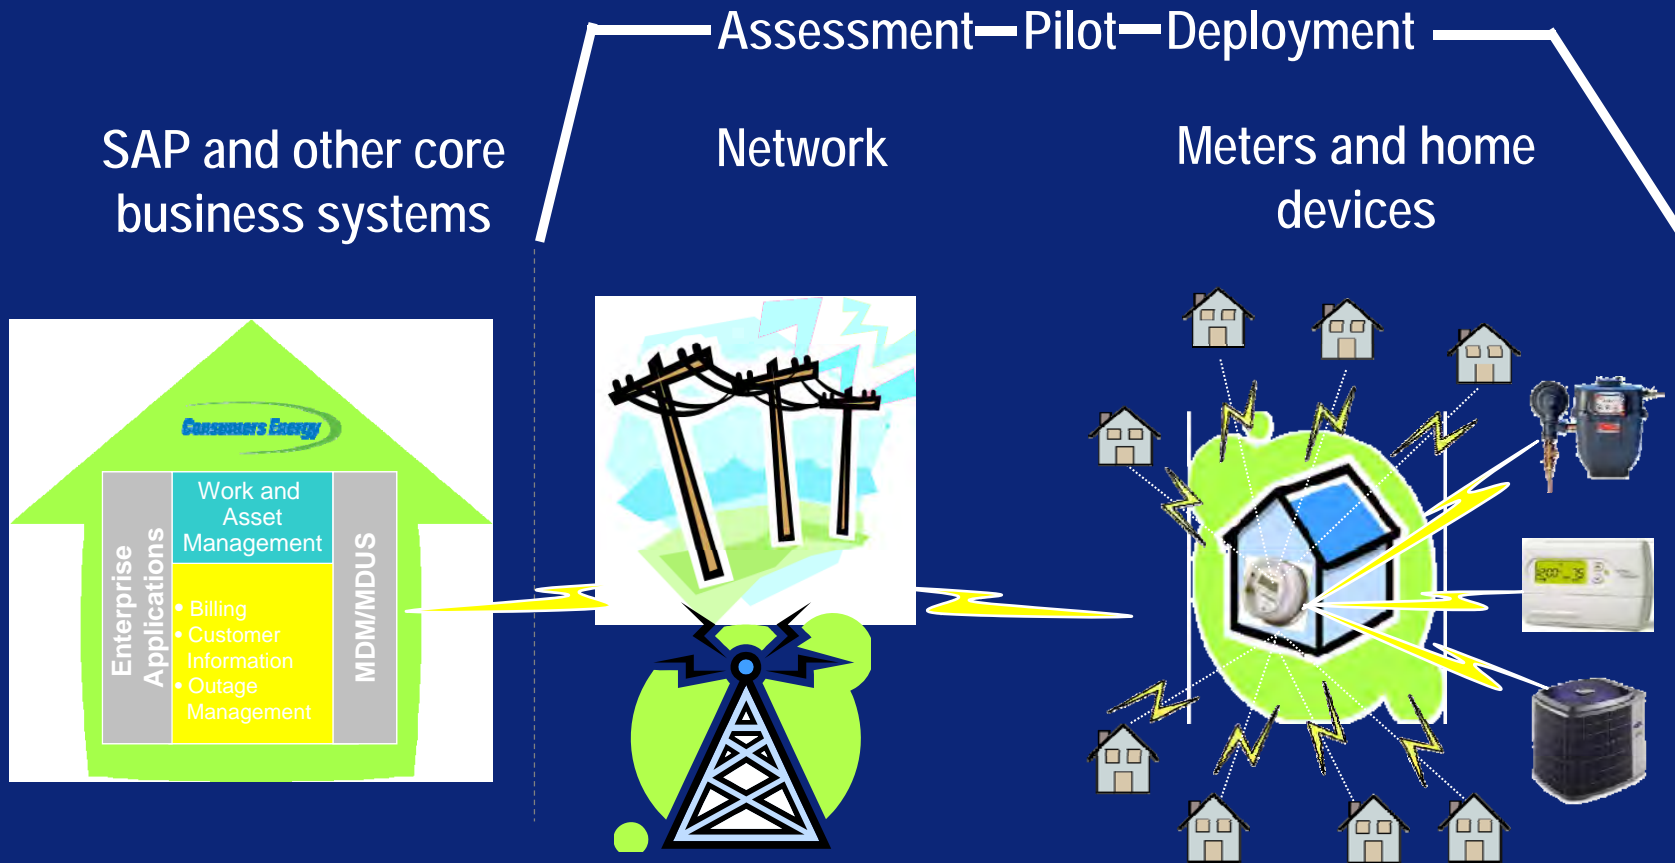 Assessment — Pilot — Deployment
SAP and other core
business systems
Network
Meters and home
devices
Consumers Energy
Enterprise
Applications
Work and
Asset
Management
• Billing
• Customer
Information
• Outage
Management
MDM/MDUS